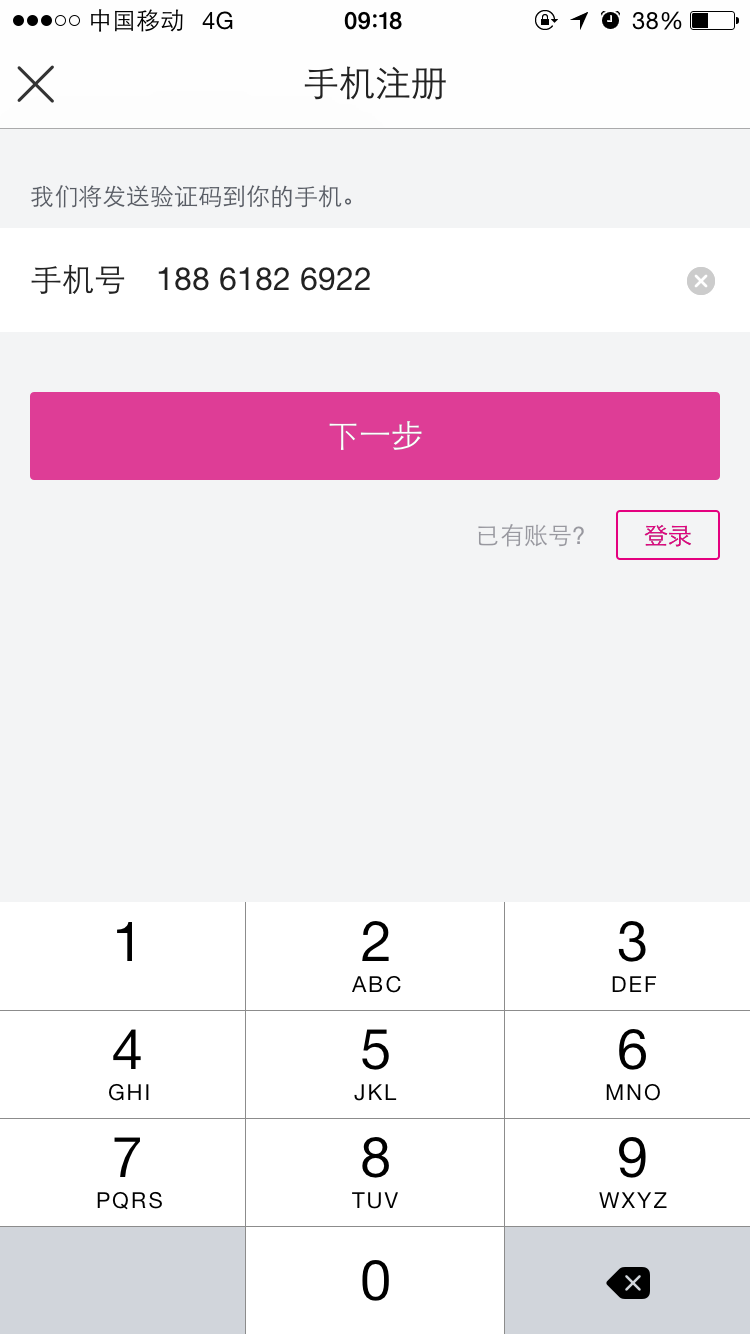 中国移动 4G 09:18 38%
手机注册
我们将发送验证码到你的手机。
手机号 188 6182 6922
下一步
已有账号? 登录
1 2 3
ABC DEF
4 5 6
GHI JKL MNO
7 8 9
PQRS TUV WXYZ
0